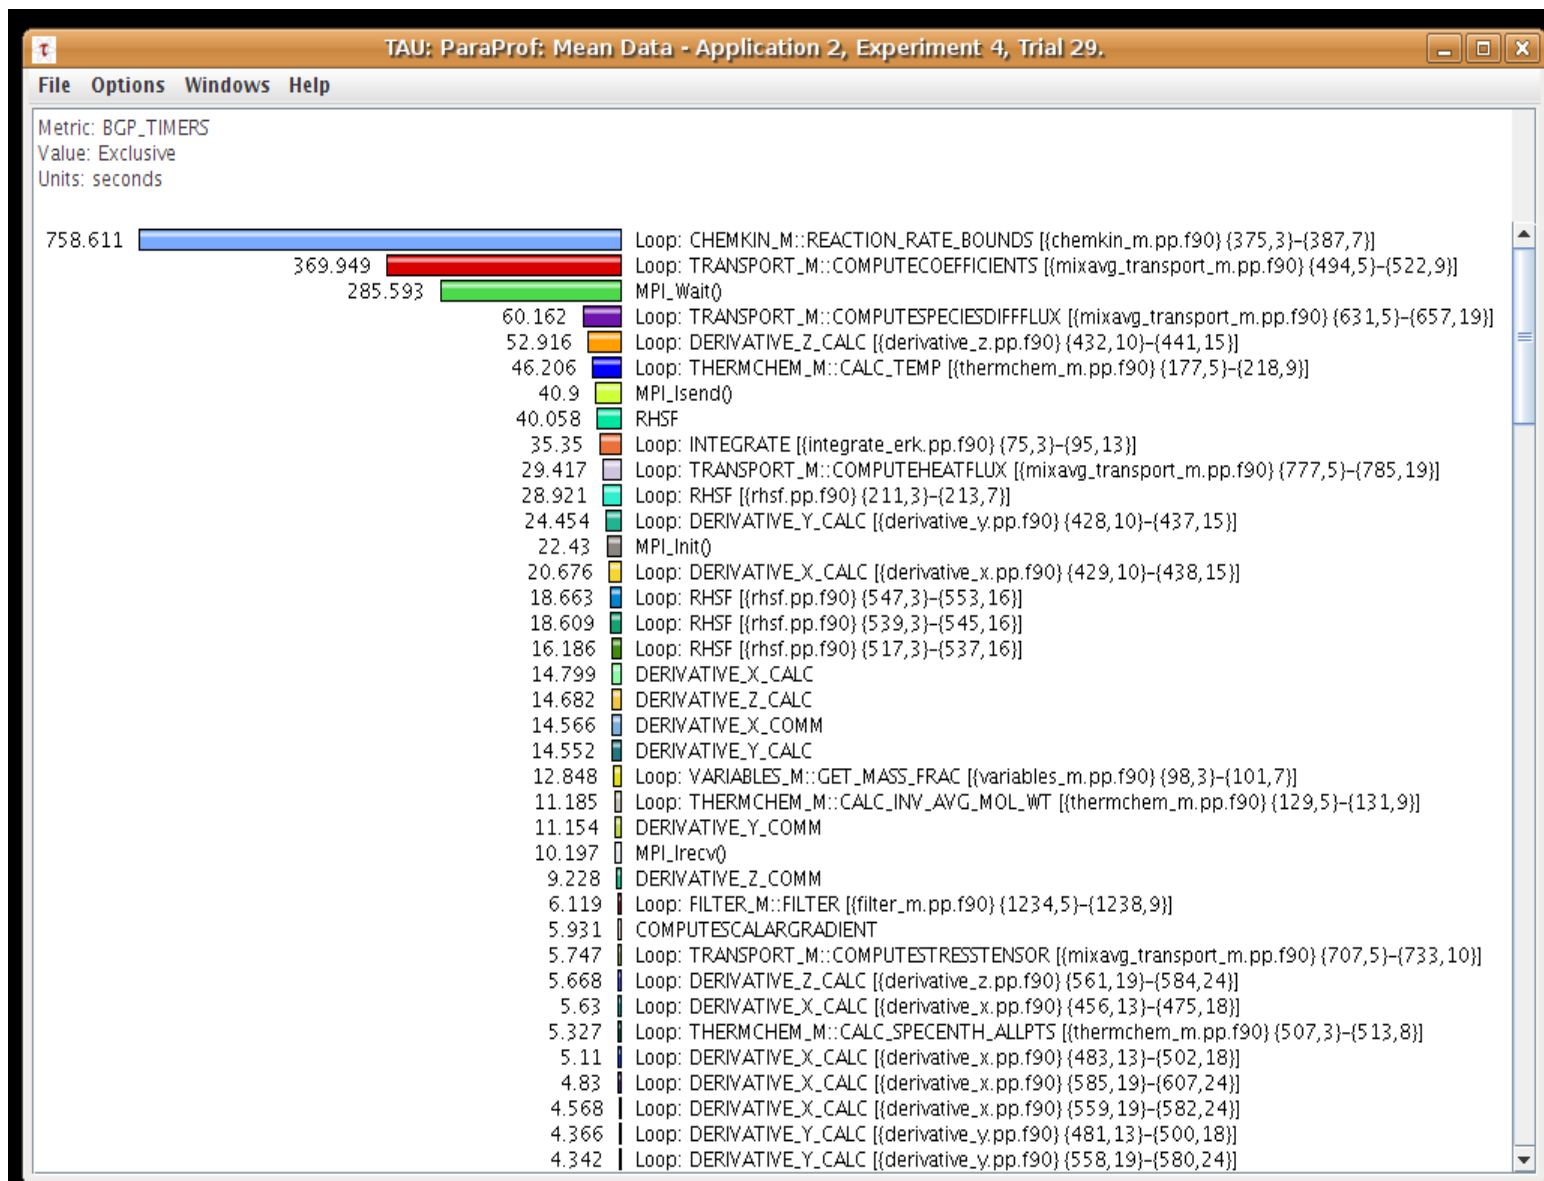 τ TAU: ParaProf: Mean Data - Application 2, Experiment 4, Trial 29.
File Options Windows Help
Metric: BGP_TIMERS
Value: Exclusive
Units: seconds
758.611 Loop: CHEMKIN_M::REACTION_RATE_BOUNDS [{chemkin_m.pp.f90} {375,3}-{387,7}]
369.949 Loop: TRANSPORT_M::COMPUTECOEFFICIENTS [{mixavg_transport_m.pp.f90} {494,5}-{522,9}]
285.593 MPI_Wait()
60.162 Loop: TRANSPORT_M::COMPUTESPECIESDIFFFLUX [{mixavg_transport_m.pp.f90} {631,5}-{657,19}]
52.916 Loop: DERIVATIVE_Z_CALC [{derivative_z.pp.f90} {432,10}-{441,15}]
46.206 Loop: THERMCHEM_M::CALC_TEMP [{thermchem_m.pp.f90} {177,5}-{218,9}]
40.9 MPI_Isend()
40.058 RHSF
35.35 Loop: INTEGRATE [{integrate_erk.pp.f90} {75,3}-{95,13}]
29.417 Loop: TRANSPORT_M::COMPUTEHEATFLUX [{mixavg_transport_m.pp.f90} {777,5}-{785,19}]
28.921 Loop: RHSF [{rhsf.pp.f90} {211,3}-{213,7}]
24.454 Loop: DERIVATIVE_Y_CALC [{derivative_y.pp.f90} {428,10}-{437,15}]
22.43 MPI_Init()
20.676 Loop: DERIVATIVE_X_CALC [{derivative_x.pp.f90} {429,10}-{438,15}]
18.663 Loop: RHSF [{rhsf.pp.f90} {547,3}-{553,16}]
18.609 Loop: RHSF [{rhsf.pp.f90} {539,3}-{545,16}]
16.186 Loop: RHSF [{rhsf.pp.f90} {517,3}-{537,16}]
14.799 DERIVATIVE_X_CALC
14.682 DERIVATIVE_Z_CALC
14.566 DERIVATIVE_X_COMM
14.552 DERIVATIVE_Y_CALC
12.848 Loop: VARIABLES_M::GET_MASS_FRAC [{variables_m.pp.f90} {98,3}-{101,7}]
11.185 Loop: THERMCHEM_M::CALC_INV_AVG_MOL_WT [{thermchem_m.pp.f90} {129,5}-{131,9}]
11.154 DERIVATIVE_Y_COMM
10.197 MPI_Irecv()
9.228 DERIVATIVE_Z_COMM
6.119 Loop: FILTER_M::FILTER [{filter_m.pp.f90} {1234,5}-{1238,9}]
5.931 COMPUTESCALARGRADIENT
5.747 Loop: TRANSPORT_M::COMPUTESTRESSTENSOR [{mixavg_transport_m.pp.f90} {707,5}-{733,10}]
5.668 Loop: DERIVATIVE_Z_CALC [{derivative_z.pp.f90} {561,19}-{584,24}]
5.63 Loop: DERIVATIVE_X_CALC [{derivative_x.pp.f90} {456,13}-{475,18}]
5.327 Loop: THERMCHEM_M::CALC_SPECENTH_ALLPTS [{thermchem_m.pp.f90} {507,3}-{513,8}]
5.11 Loop: DERIVATIVE_X_CALC [{derivative_x.pp.f90} {483,13}-{502,18}]
4.83 Loop: DERIVATIVE_X_CALC [{derivative_x.pp.f90} {585,19}-{607,24}]
4.568 Loop: DERIVATIVE_X_CALC [{derivative_x.pp.f90} {559,19}-{582,24}]
4.366 Loop: DERIVATIVE_Y_CALC [{derivative_y.pp.f90} {481,13}-{500,18}]
4.342 Loop: DERIVATIVE_Y_CALC [{derivative_y.pp.f90} {558,19}-{580,24}]